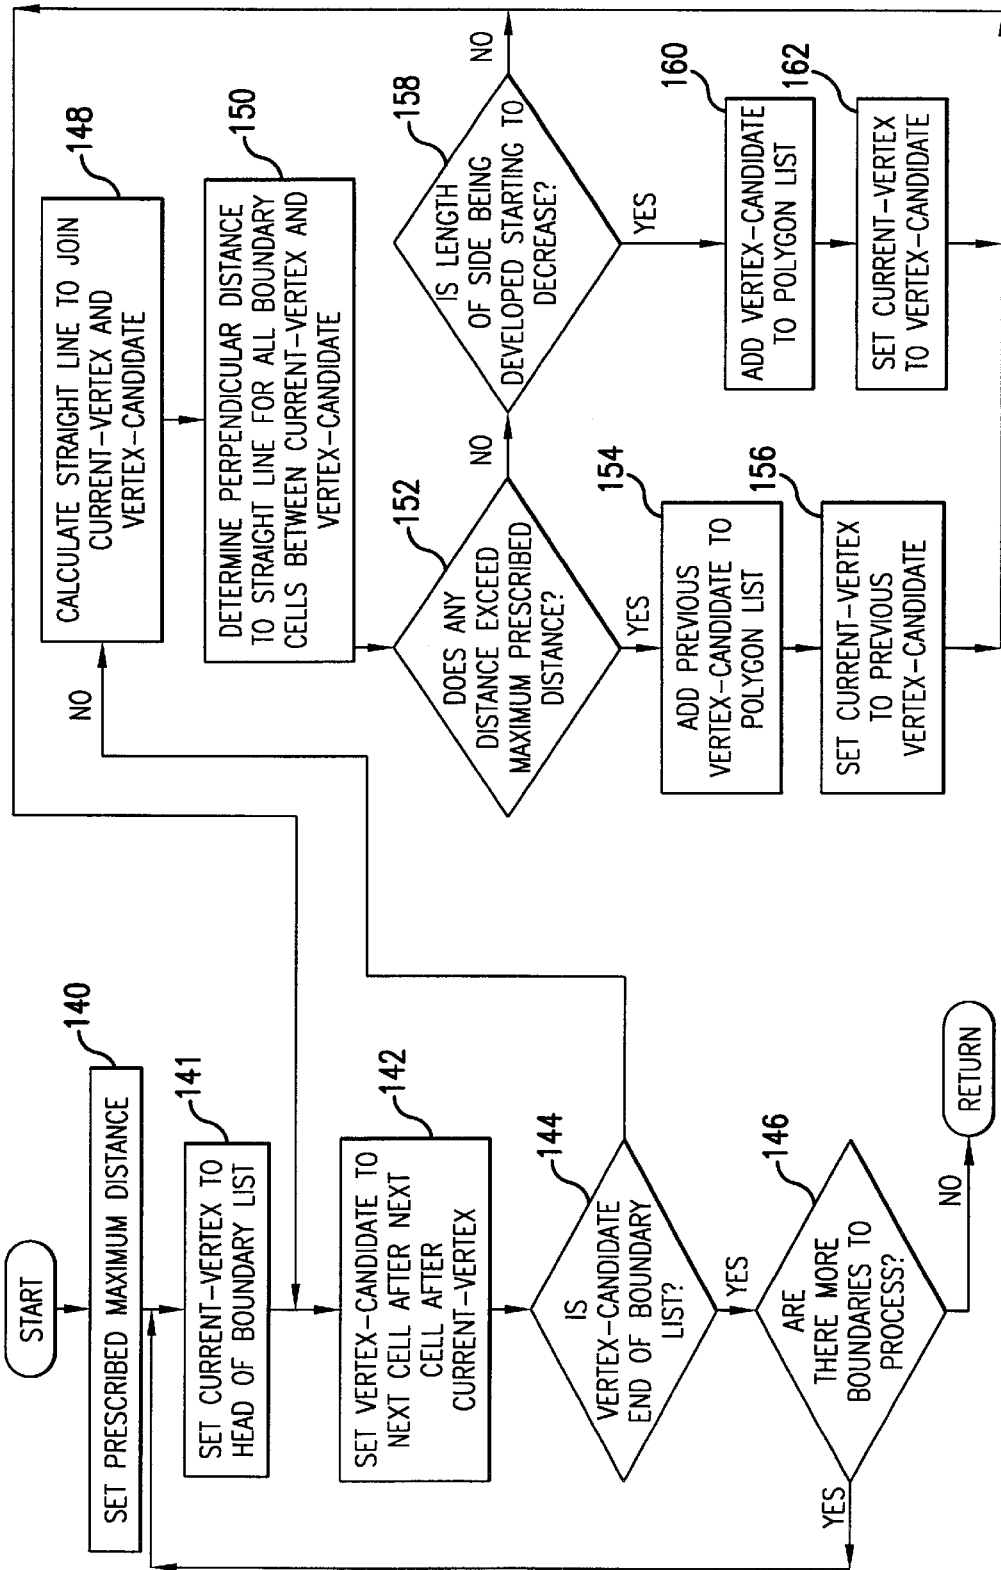 START
140
SET PRESCRIBED MAXIMUM DISTANCE
141
SET CURRENT-VERTEX TO
HEAD OF BOUNDARY LIST
142
SET VERTEX-CANDIDATE TO
NEXT CELL AFTER NEXT
CELL AFTER
CURRENT-VERTEX
144
IS
VERTEX-CANDIDATE
END OF BOUNDARY
LIST?
NO
YES
146
ARE
THERE MORE
BOUNDARIES TO
PROCESS?
YES
NO
RETURN
148
CALCULATE STRAIGHT LINE TO JOIN
CURRENT-VERTEX AND
VERTEX-CANDIDATE
150
DETERMINE PERPENDICULAR DISTANCE
TO STRAIGHT LINE FOR ALL BOUNDARY
CELLS BETWEEN CURRENT-VERTEX AND
VERTEX-CANDIDATE
152
DOES ANY
DISTANCE EXCEED
MAXIMUM PRESCRIBED
DISTANCE?
NO
YES
154
ADD PREVIOUS
VERTEX-CANDIDATE TO
POLYGON LIST
156
SET CURRENT-VERTEX
TO PREVIOUS
VERTEX-CANDIDATE
158
IS LENGTH
OF SIDE BEING
DEVELOPED STARTING TO
DECREASE?
NO
YES
160
ADD VERTEX-CANDIDATE
TO POLYGON LIST
162
SET CURRENT-VERTEX
TO VERTEX-CANDIDATE